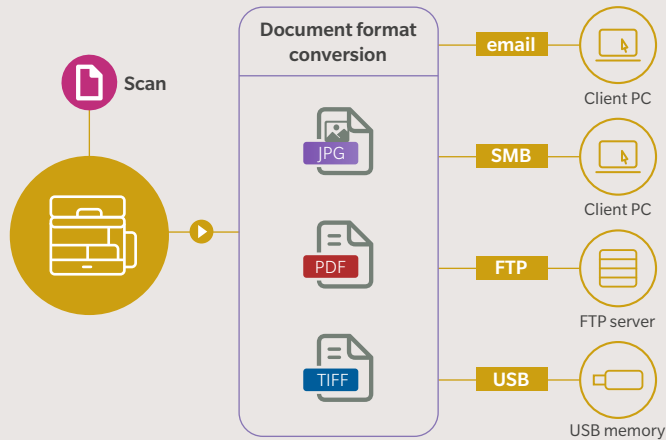 Scan
Document format
conversion
JPG
PDF
TIFF
email
Client PC
SMB
Client PC
FTP
FTP server
USB
USB memory